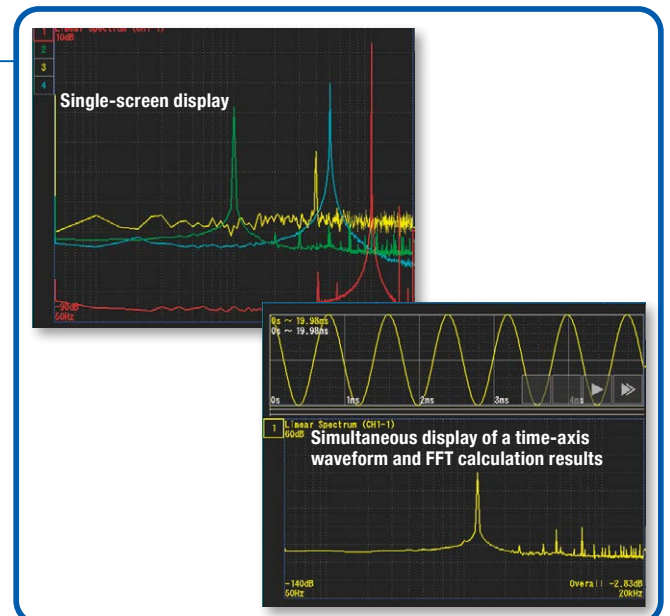 1 Linear Spectrum (CH1-1)
10dB
2
3
4
Single-screen display
-90dB
50Hz
0s ~ 19.98ms
0s ~ 19.98ms
0s 1ms 2ms 3ms 4ms
1 Linear Spectrum (CH1-1)
60dB
Simultaneous display of a time-axis
waveform and FFT calculation results
-140dB Overall -2.83dB
50Hz 20kHz